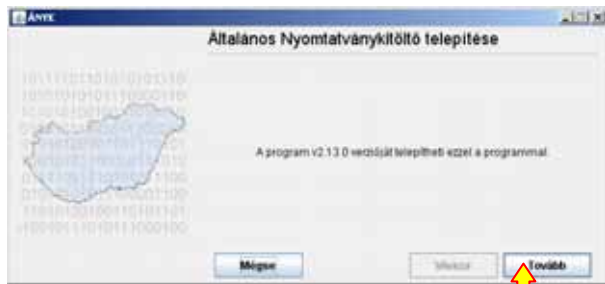 ÁNYK
Általános Nyomtatványkitöltő telepítése
A program v2.13.0 verzióját telepítheti ezzel a programmal.
Mégse
Vissza
Tovább